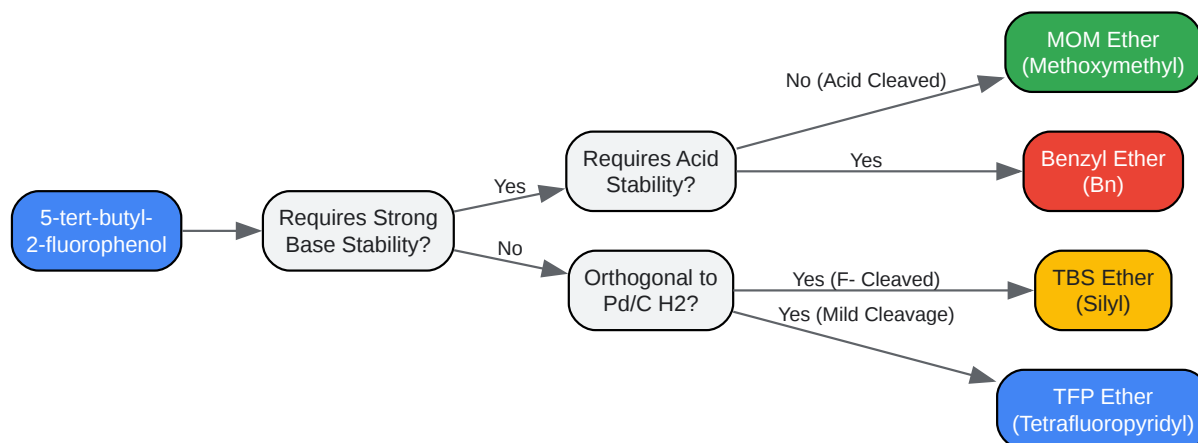 5-tert-butyl-
2-fluorophenol
Requires Strong
Base Stability?
Yes
No
Requires Acid
Stability?
Orthogonal to
Pd/C H2?
No (Acid Cleaved)
Yes
Yes (F- Cleaved)
Yes (Mild Cleavage)
MOM Ether
(Methoxymethyl)
Benzyl Ether
(Bn)
TBS Ether
(Silyl)
TFP Ether
(Tetrafluoropyridyl)